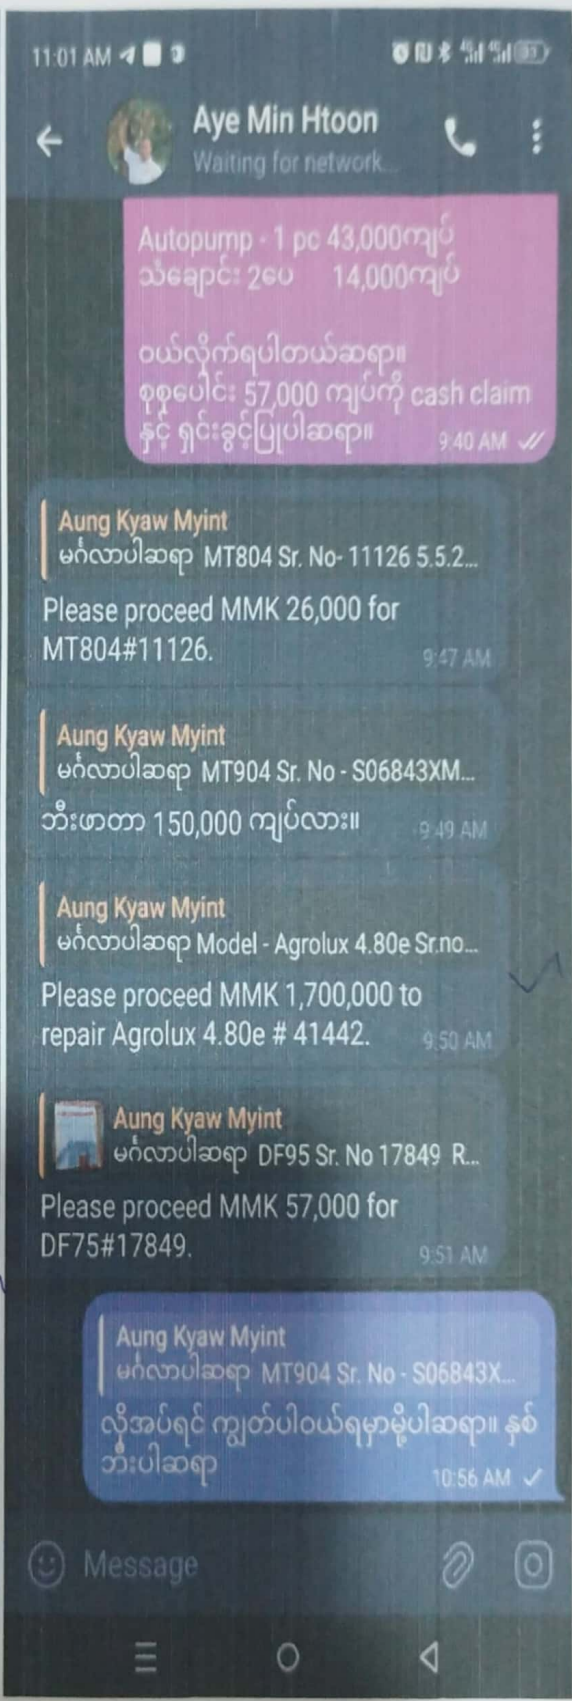 11:01 AM
Aye Min Htoon
Waiting for network...
Autopump - 1 pc 43,000ကျပ်
သံချောင်း 2ပေ 14,000ကျပ်
ဝယ်လိုက်ရပါတယ်ဆရာ။
စုစုပေါင်း 57,000 ကျပ်ကို cash claim
နှင့် ရှင်းခွင့်ပြုပါဆရာ။ 9:40 AM
Aung Kyaw Myint
မင်္ဂလာပါဆရာ MT804 Sr. No- 11126 5.5.2...
Please proceed MMK 26,000 for
MT804#11126. 9:47 AM
Aung Kyaw Myint
မင်္ဂလာပါဆရာ MT904 Sr. No - S06843XM...
ဘီးဖာတာ 150,000 ကျပ်လား။ 9:49 AM
Aung Kyaw Myint
မင်္ဂလာပါဆရာ Model - Agrolux 4.80e Sr.no...
Please proceed MMK 1,700,000 to
repair Agrolux 4.80e # 41442. 9:50 AM
Aung Kyaw Myint
မင်္ဂလာပါဆရာ DF95 Sr. No 17849 R...
Please proceed MMK 57,000 for
DF75#17849. 9:51 AM
Aung Kyaw Myint
မင်္ဂလာပါဆရာ MT904 Sr. No - S06843X...
လိုအပ်ရင် ကျွတ်ပါဝယ်ရမှာမို့ပါဆရာ။ နှစ်
ဘီးပါဆရာ 10:56 AM
Message